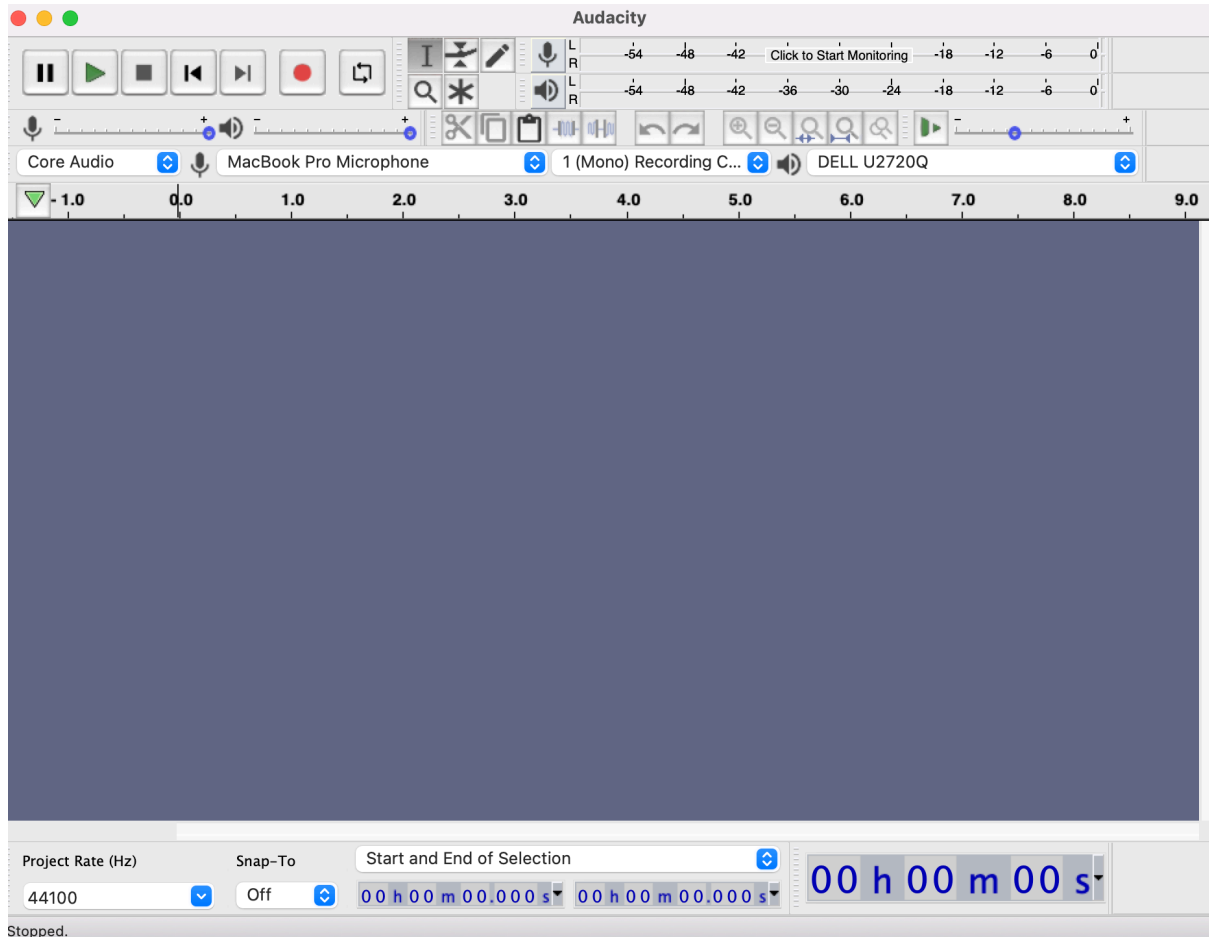 Audacity
L
R
-54 -48 -42 Click to Start Monitoring -18 -12 -6 0
L
R
-54 -48 -42 -36 -30 -24 -18 -12 -6 0
- + - + - +
Core Audio MacBook Pro Microphone 1 (Mono) Recording C... DELL U2720Q
- 1.0 0.0 1.0 2.0 3.0 4.0 5.0 6.0 7.0 8.0 9.0
Project Rate (Hz) Snap-To Start and End of Selection
44100 Off 00 h 00 m 00.000 s 00 h 00 m 00.000 s 00 h 00 m 00 s
Stopped.